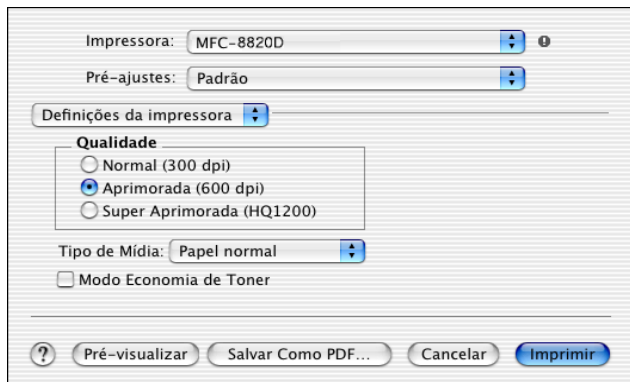 Impressora: MFC-8820D
Pré-ajustes: Padrão
Definições da impressora
Qualidade
Normal (300 dpi)
Aprimorada (600 dpi)
Super Aprimorada (HQ1200)
Tipo de Mídia: Papel normal
Modo Economia de Toner
? Pré-visualizar Salvar Como PDF... Cancelar Imprimir